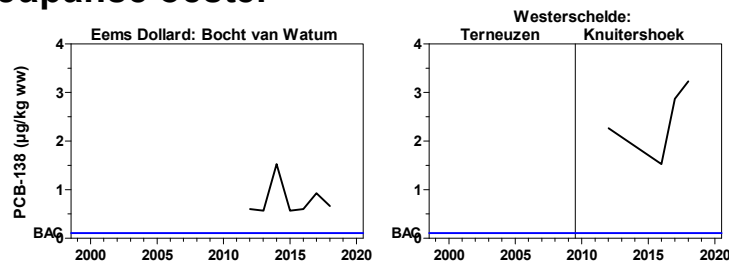 Eems Dollard: Bocht van Watum
Westerschelde:
Terneuzen Knuitershoek
PCB-138 (µg/kg ww)
4
3
2
1
0
BAC
2000 2005 2010 2015 2020
4
3
2
1
0
BAC
2000 2005 2010 2015 2020